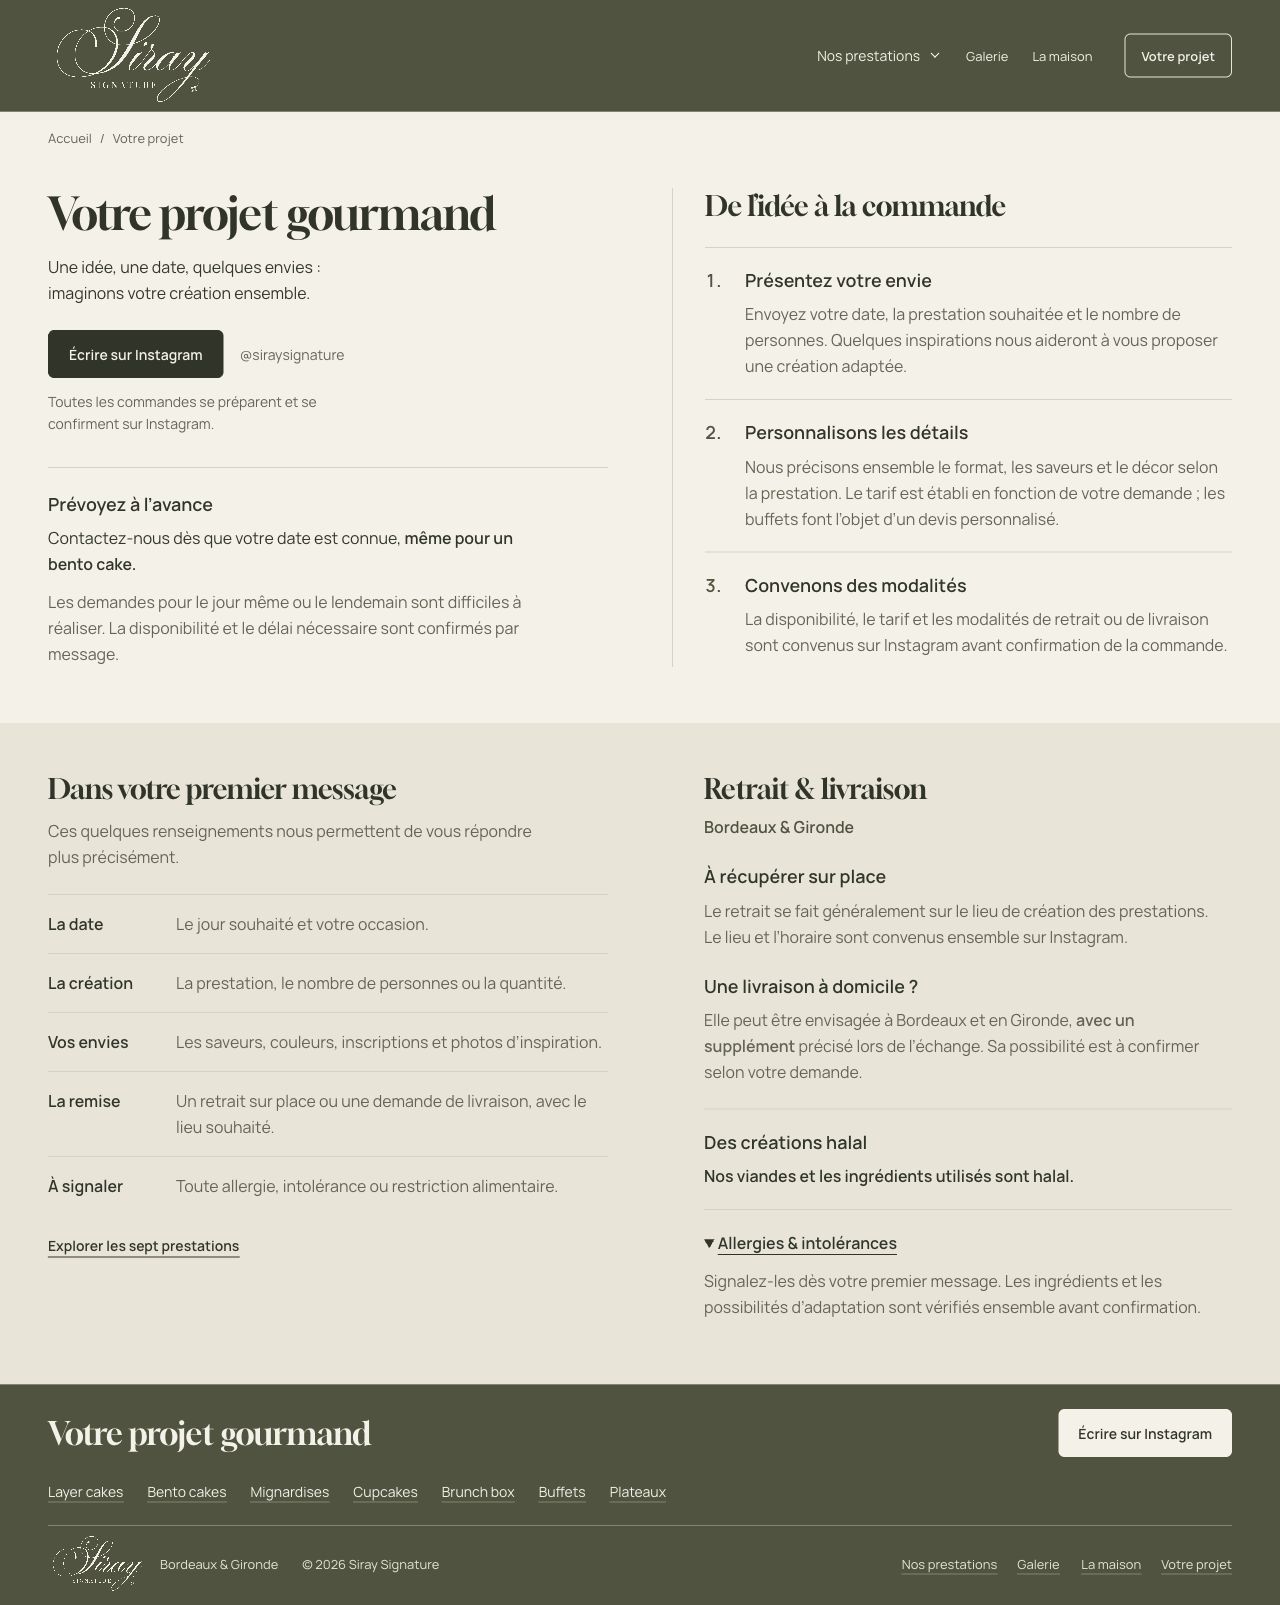 Siray
SIGNATURE
Nos prestations
Galerie
La maison
Votre projet
Accueil / Votre projet
Votre projet gourmand
Une idée, une date, quelques envies :
imaginons votre création ensemble.
Écrire sur Instagram
@siraysignature
Toutes les commandes se préparent et se
confirment sur Instagram.
Prévoyez à l’avance
Contactez-nous dès que votre date est connue, même pour un
bento cake.
Les demandes pour le jour même ou le lendemain sont difficiles à
réaliser. La disponibilité et le délai nécessaire sont confirmés par
message.
De l’idée à la commande
1. Présentez votre envie
Envoyez votre date, la prestation souhaitée et le nombre de
personnes. Quelques inspirations nous aideront à vous proposer
une création adaptée.
2. Personnalisons les détails
Nous précisons ensemble le format, les saveurs et le décor selon
la prestation. Le tarif est établi en fonction de votre demande ; les
buffets font l’objet d’un devis personnalisé.
3. Convenons des modalités
La disponibilité, le tarif et les modalités de retrait ou de livraison
sont convenus sur Instagram avant confirmation de la commande.
Dans votre premier message
Ces quelques renseignements nous permettent de vous répondre
plus précisément.
La date Le jour souhaité et votre occasion.
La création La prestation, le nombre de personnes ou la quantité.
Vos envies Les saveurs, couleurs, inscriptions et photos d’inspiration.
La remise Un retrait sur place ou une demande de livraison, avec le
lieu souhaité.
À signaler Toute allergie, intolérance ou restriction alimentaire.
Explorer les sept prestations
Retrait & livraison
Bordeaux & Gironde
À récupérer sur place
Le retrait se fait généralement sur le lieu de création des prestations.
Le lieu et l’horaire sont convenus ensemble sur Instagram.
Une livraison à domicile ?
Elle peut être envisagée à Bordeaux et en Gironde, avec un
supplément précisé lors de l’échange. Sa possibilité est à confirmer
selon votre demande.
Des créations halal
Nos viandes et les ingrédients utilisés sont halal.
▼ Allergies & intolérances
Signalez-les dès votre premier message. Les ingrédients et les
possibilités d’adaptation sont vérifiés ensemble avant confirmation.
Votre projet gourmand
Écrire sur Instagram
Layer cakes
Bento cakes
Mignardises
Cupcakes
Brunch box
Buffets
Plateaux
Siray
SIGNATURE
Bordeaux & Gironde
© 2026 Siray Signature
Nos prestations
Galerie
La maison
Votre projet